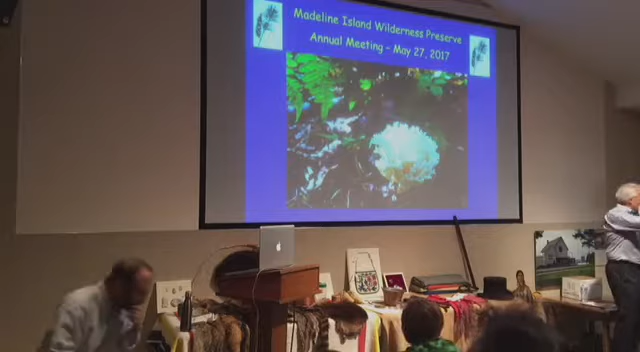 Madeline Island Wilderness Preserve
Annual Meeting – May 27, 2017